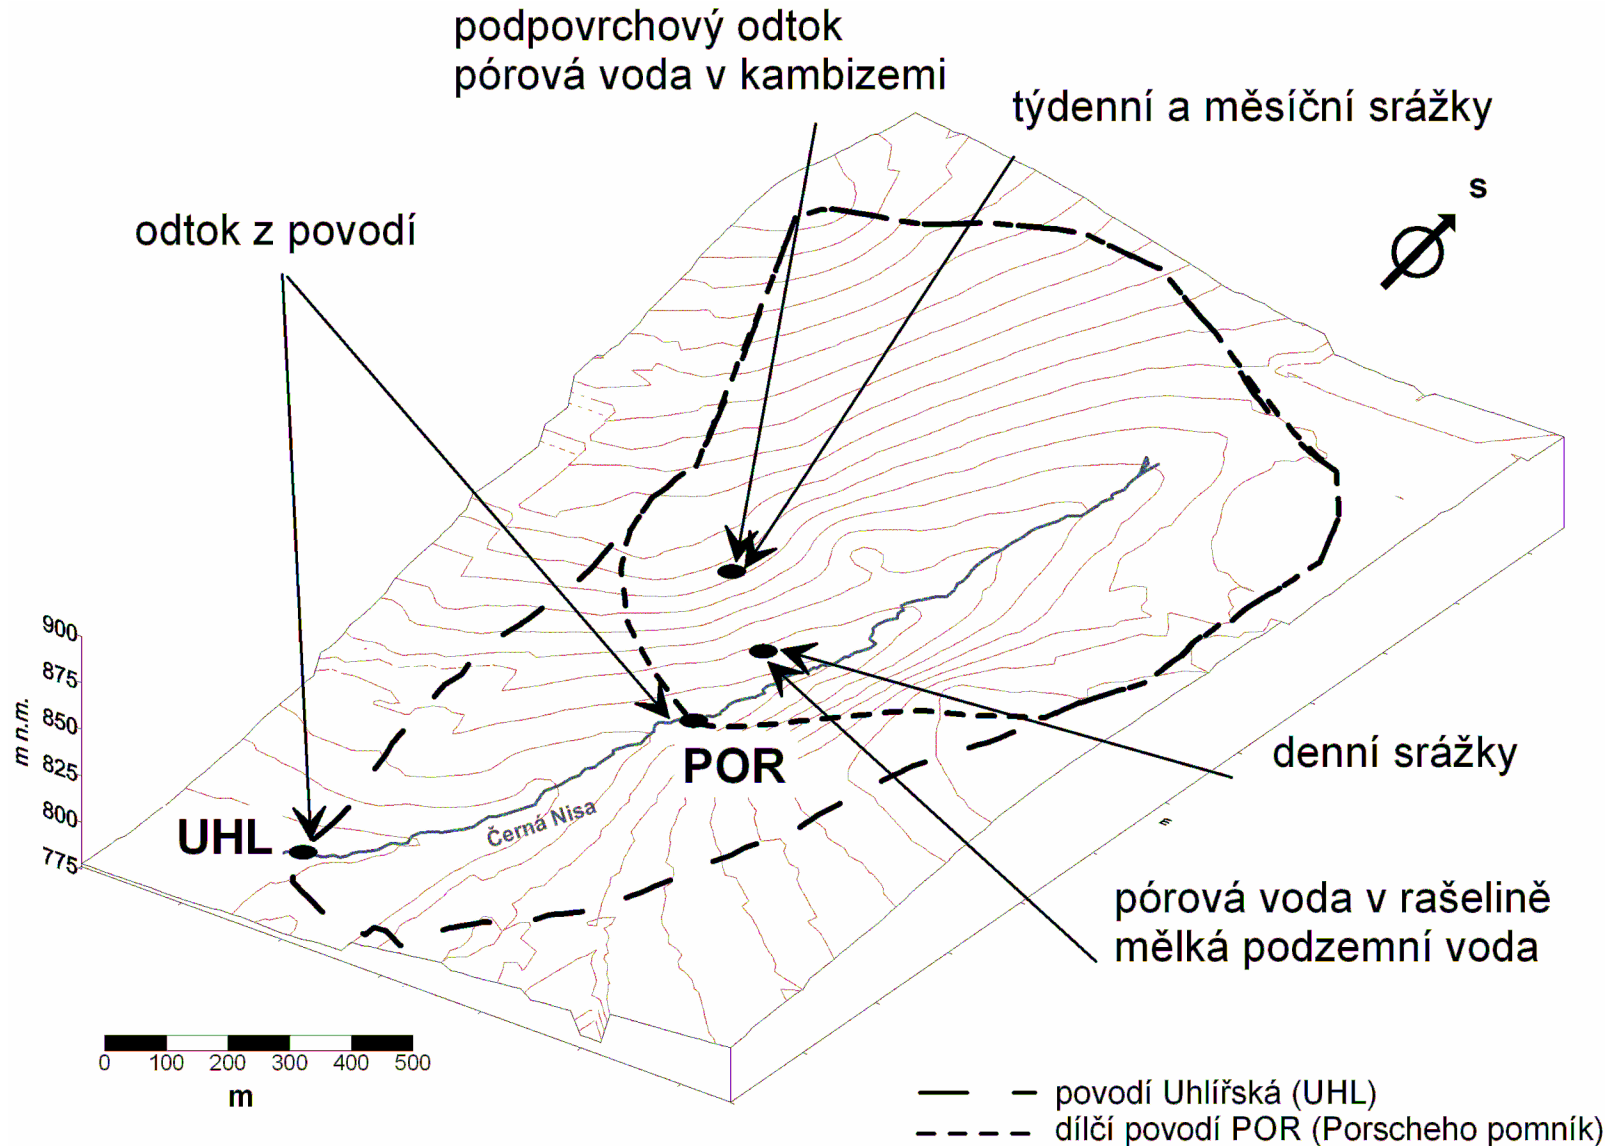 podpovrchový odtok
pórová voda v kambizemi
týdenní a měsíční srážky
S
odtok z povodí
900
875
850
825
800
775
m n.m.
POR
denní srážky
UHL
Černá Nisa
m
pórová voda v rašelině
mělká podzemní voda
0 100 200 300 400 500
m
povodí Uhlířská (UHL)
dílčí povodí POR (Porscheho pomník)